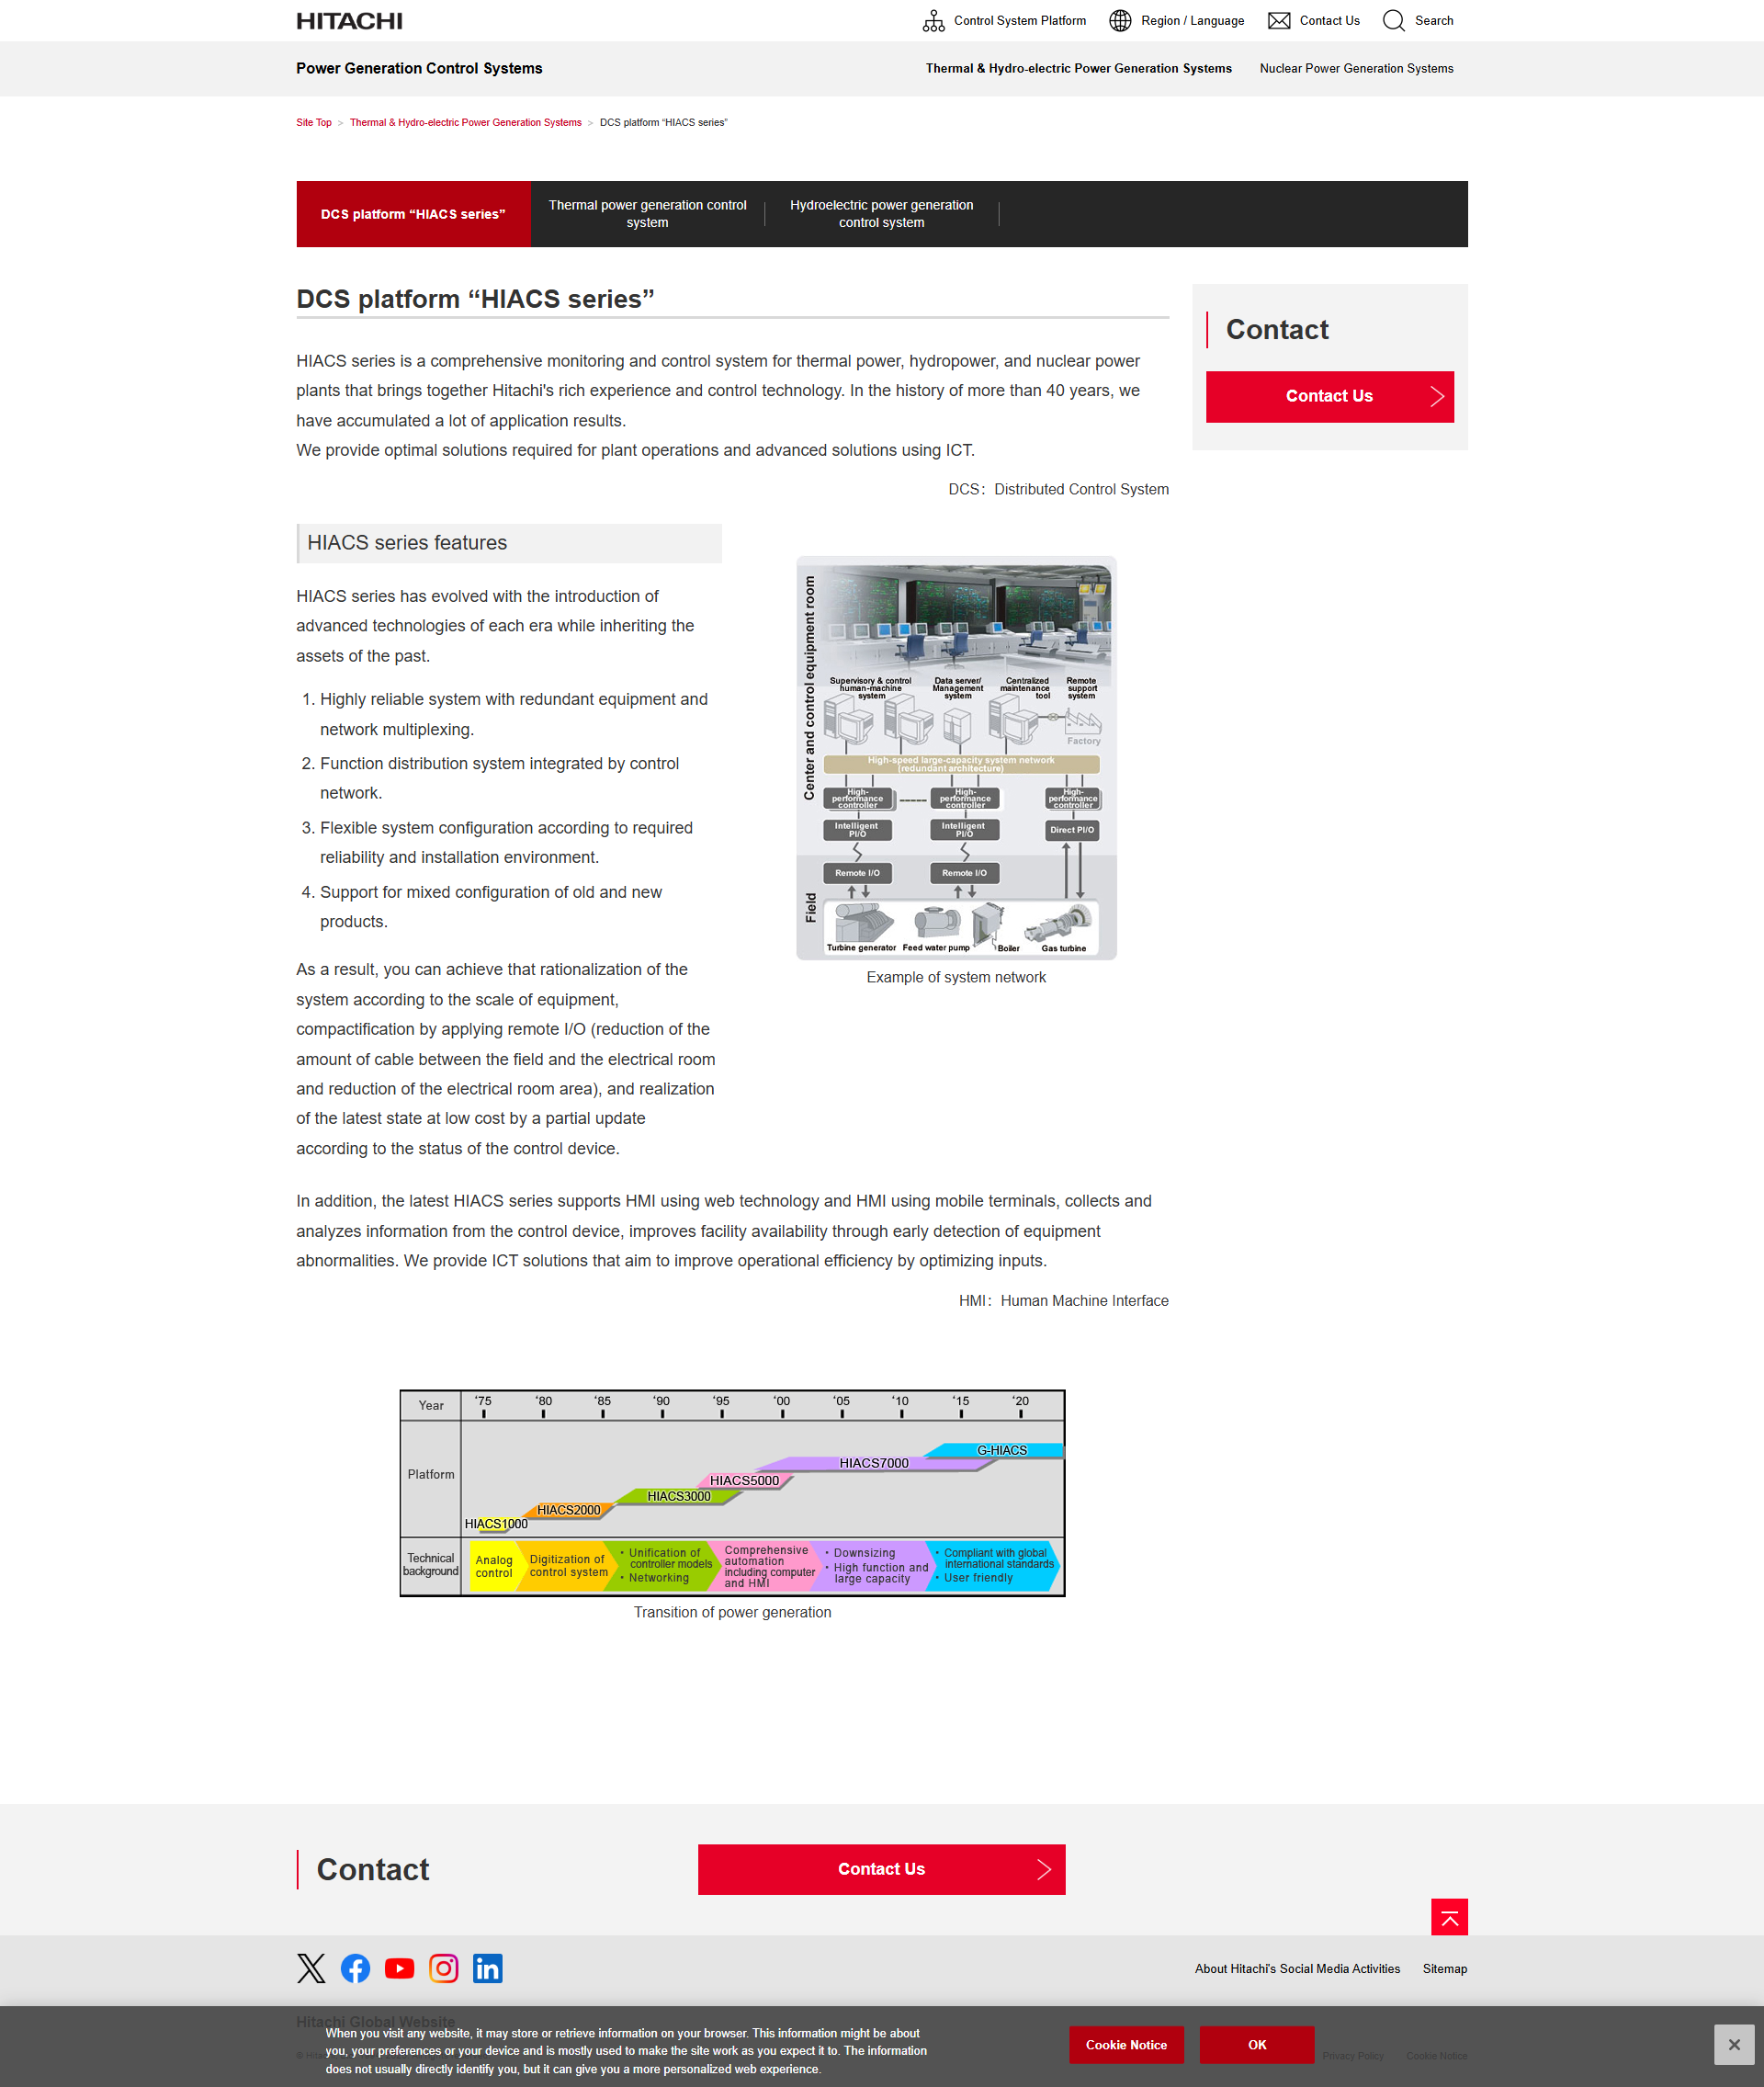 HITACHI
Control System Platform
Region / Language
Contact Us
Search
Power Generation Control Systems
Thermal & Hydro-electric Power Generation Systems
Nuclear Power Generation Systems
Site Top > Thermal & Hydro-electric Power Generation Systems > DCS platform “HIACS series”
DCS platform “HIACS series”
Thermal power generation control
system
Hydroelectric power generation
control system
DCS platform “HIACS series”
HIACS series is a comprehensive monitoring and control system for thermal power, hydropower, and nuclear power
plants that brings together Hitachi's rich experience and control technology. In the history of more than 40 years, we
have accumulated a lot of application results.
We provide optimal solutions required for plant operations and advanced solutions using ICT.
DCS：Distributed Control System
Contact
Contact Us
HIACS series features
HIACS series has evolved with the introduction of
advanced technologies of each era while inheriting the
assets of the past.
1. Highly reliable system with redundant equipment and
network multiplexing.
2. Function distribution system integrated by control
network.
3. Flexible system configuration according to required
reliability and installation environment.
4. Support for mixed configuration of old and new
products.
As a result, you can achieve that rationalization of the
system according to the scale of equipment,
compactification by applying remote I/O (reduction of the
amount of cable between the field and the electrical room
and reduction of the electrical room area), and realization
of the latest state at low cost by a partial update
according to the status of the control device.
Center and control equipment room
Supervisory & control
human-machine
system
Data server/
Management
system
Centralized
maintenance
tool
Remote
support
system
Factory
High-speed large-capacity system network
(redundant architecture)
High-
performance
controller
High-
performance
controller
High-
performance
controller
Intelligent
PI/O
Intelligent
PI/O
Direct PI/O
Remote I/O
Remote I/O
Field
Turbine generator
Feed water pump
Boiler
Gas turbine
Example of system network
In addition, the latest HIACS series supports HMI using web technology and HMI using mobile terminals, collects and
analyzes information from the control device, improves facility availability through early detection of equipment
abnormalities. We provide ICT solutions that aim to improve operational efficiency by optimizing inputs.
HMI：Human Machine Interface
Year ‘75 ‘80 ‘85 ‘90 ‘95 ‘00 ‘05 ‘10 ‘15 ‘20
Platform
G-HIACS
HIACS7000
HIACS5000
HIACS3000
HIACS2000
HIACS1000
Technical
background
Analog
control
Digitization of
control system
・Unification of
controller models
・Networking
Comprehensive
automation
including computer
and HMI
・Downsizing
・High function and
large capacity
・Compliant with global
international standards
・User friendly
Transition of power generation
Contact
Contact Us
About Hitachi's Social Media Activities
Sitemap
Hitachi Global Website
When you visit any website, it may store or retrieve information on your browser. This information might be about
you, your preferences or your device and is mostly used to make the site work as you expect it to. The information
does not usually directly identify you, but it can give you a more personalized web experience.
Cookie Notice
OK
Privacy Policy
Cookie Notice